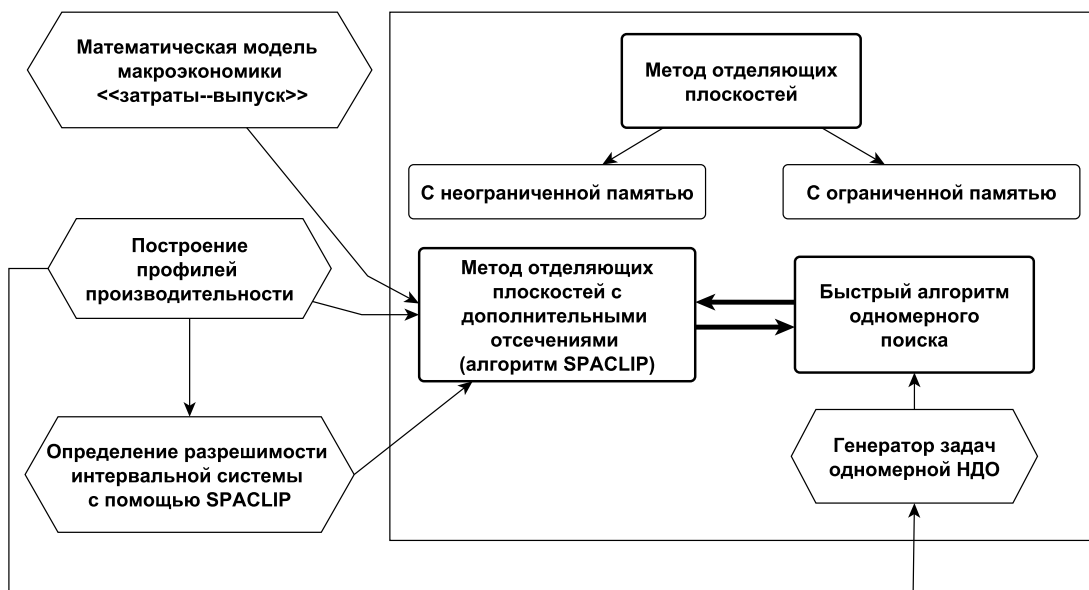 Математическая модель
макроэкономики
<<затраты--выпуск>>
Метод отделяющих
плоскостей
С неограниченной памятью
С ограниченной памятью
Построение
профилей
производительности
Метод отделяющих
плоскостей с
дополнительными
отсечениями
(алгоритм SPACLIP)
Быстрый алгоритм
одномерного
поиска
Определение разрешимости
интервальной системы
с помощью SPACLIP
Генератор задач
одномерной НДО